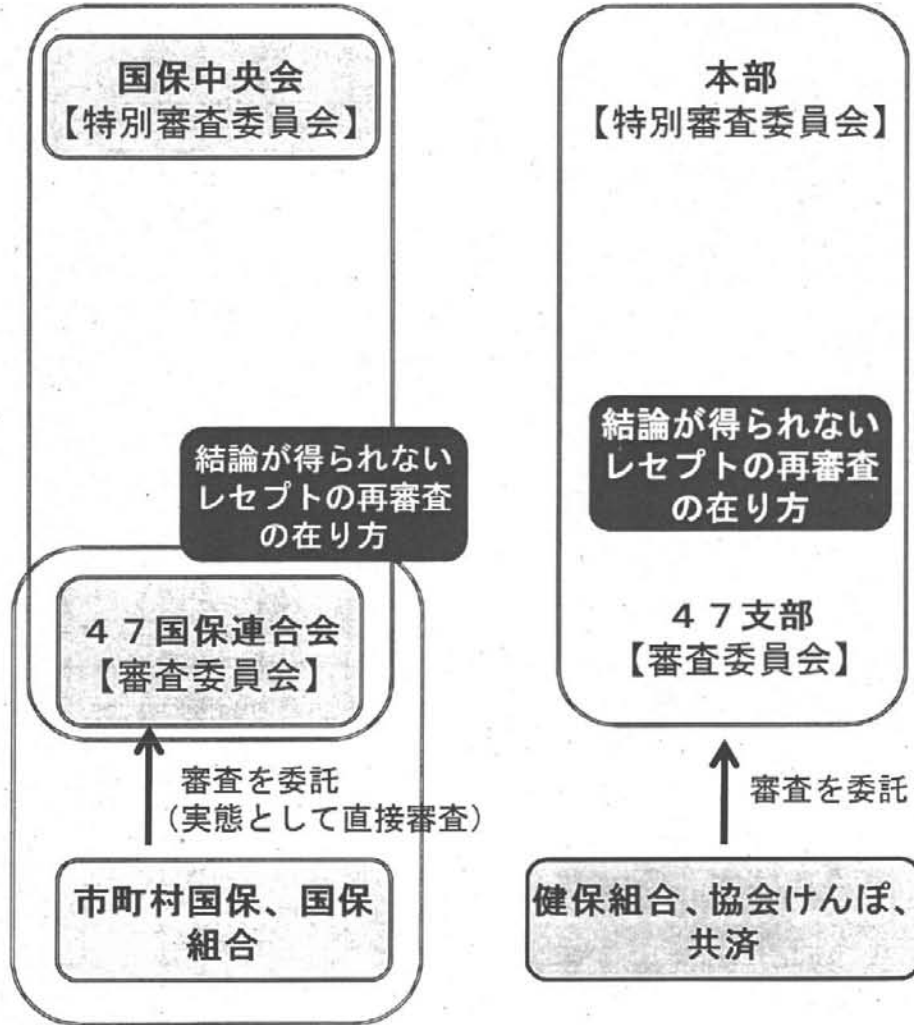 国保中央会
【特別審査委員会】
結論が得られない
レセプトの再審査
の在り方
４７国保連合会
【審査委員会】
審査を委託
(実態として直接審査)
市町村国保、国保
組合
本部
【特別審査委員会】
結論が得られない
レセプトの再審査
の在り方
４７支部
【審査委員会】
審査を委託
健保組合、協会けんぽ、
共済